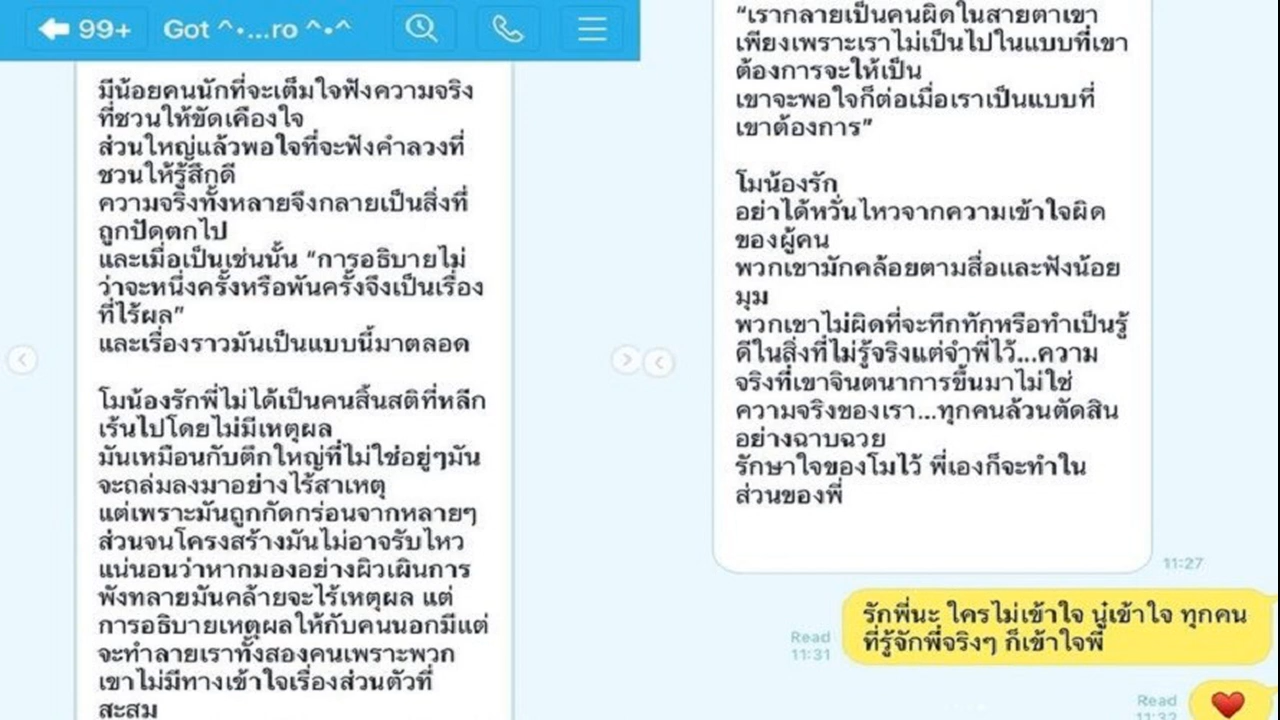 99+ Got ^•...ro ^•^
มีน้อยคนนักที่จะเต็มใจฟังความจริง
ที่ชวนให้ขัดเคืองใจ
ส่วนใหญ่แล้วพอใจที่จะฟังคำลวงที่
ชวนให้รู้สึกดี
ความจริงทั้งหลายจึงกลายเป็นสิ่งที่
ถูกปัดตกไป
และเมื่อเป็นเช่นนั้น “การอธิบายไม่
ว่าจะหนึ่งครั้งหรือพันครั้งจึงเป็นเรื่อง
ที่ไร้ผล”
และเรื่องราวมันเป็นแบบนี้มาตลอด
โมน้องรักพี่ไม่ได้เป็นคนสิ้นสติที่หลีก
เร้นไปโดยไม่มีเหตุผล
มันเหมือนกับตึกใหญ่ที่ไม่ใช่อยู่ๆมัน
จะถล่มลงมาอย่างไร้สาเหตุ
แต่เพราะมันถูกกัดกร่อนจากหลายๆ
ส่วนจนโครงสร้างมันไม่อาจรับไหว
แน่นอนว่าหากมองอย่างผิวเผินการ
พังทลายมันคล้ายจะไร้เหตุผล แต่
การอธิบายเหตุผลให้กับคนนอกมีแต่
จะทำลายเราทั้งสองคนเพราะพวก
เขาไม่มีทางเข้าใจเรื่องส่วนตัวที่
สะสม
“เรากลายเป็นคนผิดในสายตาเขา
เพียงเพราะเราไม่เป็นไปในแบบที่เขา
ต้องการจะให้เป็น
เขาจะพอใจก็ต่อเมื่อเราเป็นแบบที่
เขาต้องการ”
โมน้องรัก
อย่าได้หวั่นไหวจากความเข้าใจผิด
ของผู้คน
พวกเขามักคล้อยตามสื่อและฟังน้อย
มุม
พวกเขาไม่ผิดที่จะทึกทักหรือทำเป็นรู้
ดีในสิ่งที่ไม่รู้จริงแต่จำพี่ไว้...ความ
จริงที่เขาจินตนาการขึ้นมาไม่ใช่
ความจริงของเรา...ทุกคนล้วนตัดสิน
อย่างฉาบฉวย
รักษาใจของโมไว้ พี่เองก็จะทำใน
ส่วนของพี่
11:27
รักพี่นะ ใครไม่เข้าใจ นู๋เข้าใจ ทุกคน
ที่รู้จักพี่จริงๆ ก็เข้าใจพี่
Read
11:31
Read
11:32